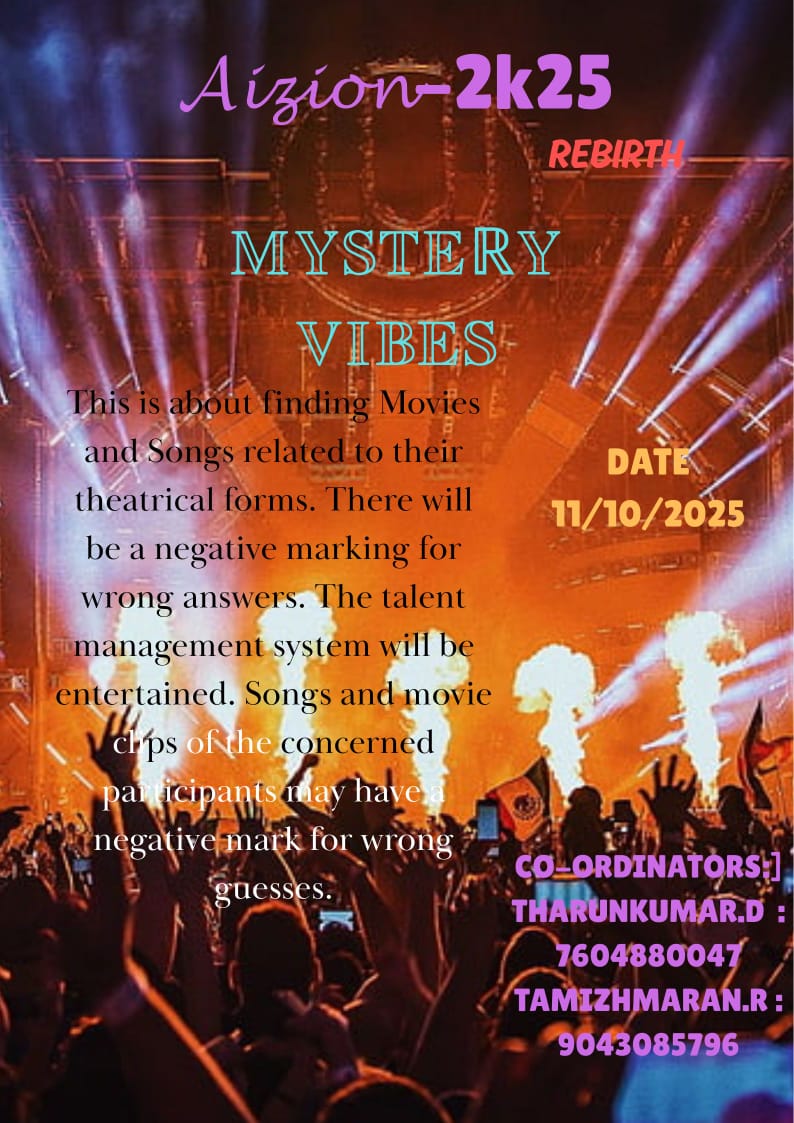 Aizion-2k25
REBIRTH
MYSTERY
VIBES
This is about finding Movies
and Songs related to their
theatrical forms. There will
be a negative marking for
wrong answers. The talent
management system will be
entertained. Songs and movie
clips of the concerned
participants may have a
negative mark for wrong
guesses.
DATE
11/10/2025
CO-ORDINATORS:]
THARUNKUMAR.D :
7604880047
TAMIZHMARAN.R :
9043085796